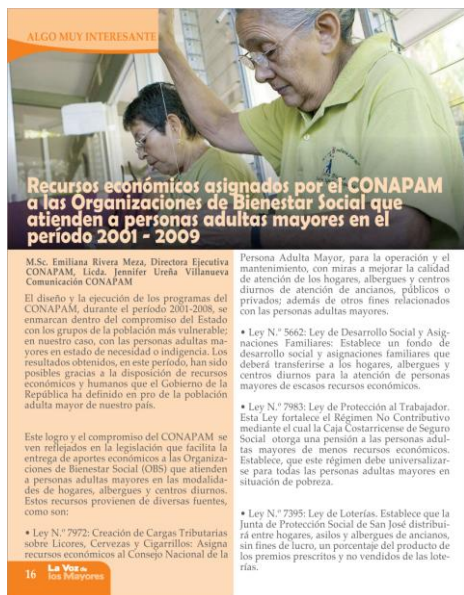 ALGO MUY INTERESANTE
Recursos económicos asignados por el CONAPAM
a las Organizaciones de Bienestar Social que
atienden a personas adultas mayores en el
período 2001 - 2009
M.Sc. Emiliana Rivera Meza, Directora Ejecutiva
CONAPAM, Licda. Jennifer Ureña Villanueva
Comunicación CONAPAM
El diseño y la ejecución de los programas del
CONAPAM, durante el período 2001-2008, se
enmarcan dentro del compromiso del Estado
con los grupos de la población más vulnerable;
en nuestro caso, con las personas adultas ma-
yores en estado de necesidad o indigencia. Los
resultados obtenidos, en este período, han sido
posibles gracias a la disposición de recursos
económicos y humanos que el Gobierno de la
República ha definido en pro de la población
adulta mayor de nuestro país.
Este logro y el compromiso del CONAPAM se
ven reflejados en la legislación que facilita la
entrega de aportes económicos a las Organizacio-
nes de Bienestar Social (OBS) que atienden
a personas adultas mayores en las modalida-
des de hogares, albergues y centros diurnos.
Estos recursos provienen de diversas fuentes,
como son:
• Ley N.º 7972: Creación de Cargas Tributarias
sobre Licores, Cervezas y Cigarrillos: Asigna
recursos económicos al Consejo Nacional de la
Persona Adulta Mayor, para la operación y el
mantenimiento, con miras a mejorar la calidad
de atención de los hogares, albergues y centros
diurnos de atención de ancianos, públicos o
privados; además de otros fines relacionados
con las personas adultas mayores.
• Ley N.º 5662: Ley de Desarrollo Social y Asig-
naciones Familiares: Establece un fondo de
desarrollo social y asignaciones familiares que
deberá transferirse a los hogares, albergues y
centros diurnos para la atención de personas
mayores de escasos recursos económicos.
• Ley N.º 7983: Ley de Protección al Trabajador.
Esta Ley fortalece el Régimen No Contributivo
mediante el cual la Caja Costarricense de Seguro
Social otorga una pensión a las personas adul-
tas mayores de menos recursos económicos.
Establece, que este régimen debe universalizar-
se para todas las personas adultas mayores en
situación de pobreza.
• Ley N.º 7395: Ley de Loterías. Establece que la
Junta de Protección Social de San José distribui-
rá entre hogares, asilos y albergues de ancianos,
sin fines de lucro, un porcentaje del producto de
los premios prescritos y no vendidos de las lote-
rías.
16 La Voz de
los Mayores